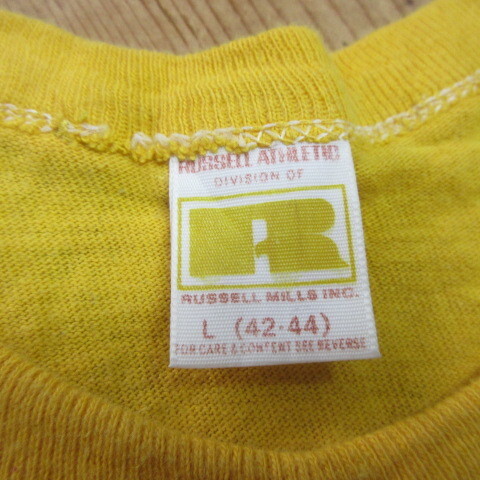 RUSSELL ATHLETIC
DIVISION OF
R
RUSSELL MILLS INC.
L (42-44)
FOR CARE & CONTENT SEE REVERSE